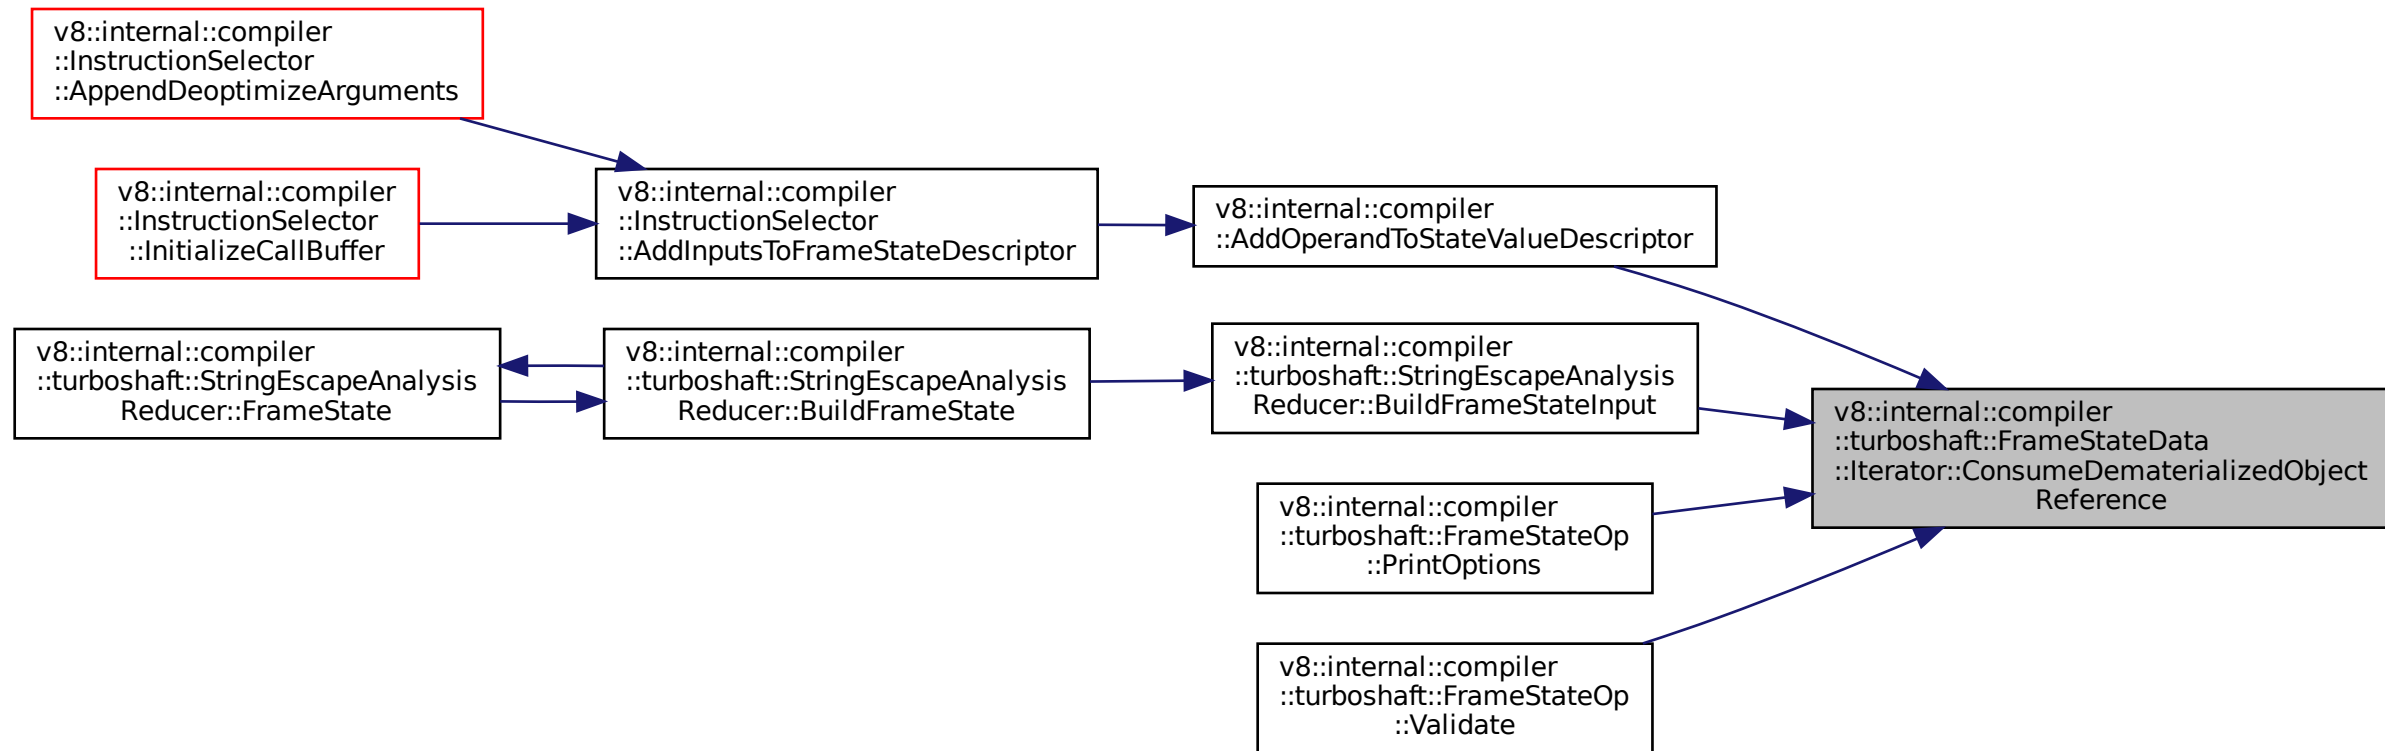 v8::internal::compiler
::InstructionSelector
::AppendDeoptimizeArguments
v8::internal::compiler
::InstructionSelector
::InitializeCallBuffer
v8::internal::compiler
::InstructionSelector
::AddInputsToFrameStateDescriptor
v8::internal::compiler
::AddOperandToStateValueDescriptor
v8::internal::compiler
::turboshaft::StringEscapeAnalysis
Reducer::FrameState
v8::internal::compiler
::turboshaft::StringEscapeAnalysis
Reducer::BuildFrameState
v8::internal::compiler
::turboshaft::StringEscapeAnalysis
Reducer::BuildFrameStateInput
v8::internal::compiler
::turboshaft::FrameStateData
::Iterator::ConsumeDematerializedObject
Reference
v8::internal::compiler
::turboshaft::FrameStateOp
::PrintOptions
v8::internal::compiler
::turboshaft::FrameStateOp
::Validate